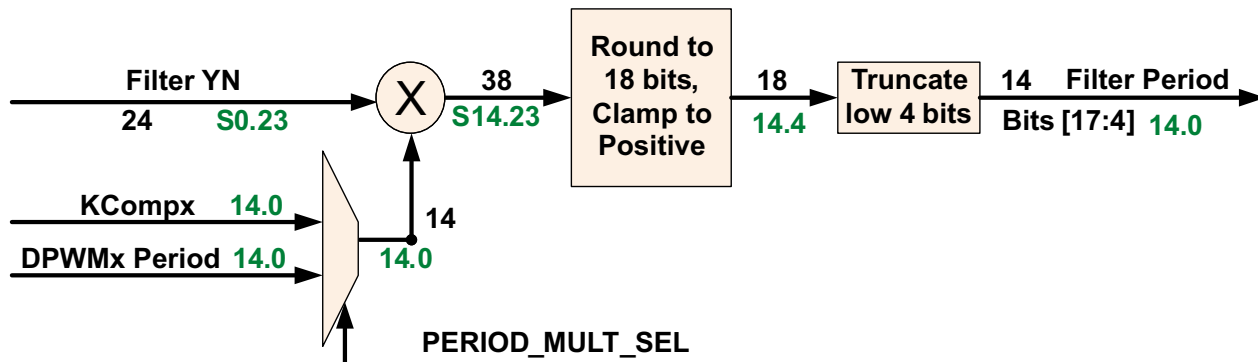 Filter YN
24 S0.23
X
38
S14.23
Round to
18 bits,
Clamp to
Positive
18
14.4
Truncate
low 4 bits
14 Filter Period
Bits [17:4] 14.0
KCompx 14.0
DPWMx Period 14.0
14
14.0
PERIOD_MULT_SEL